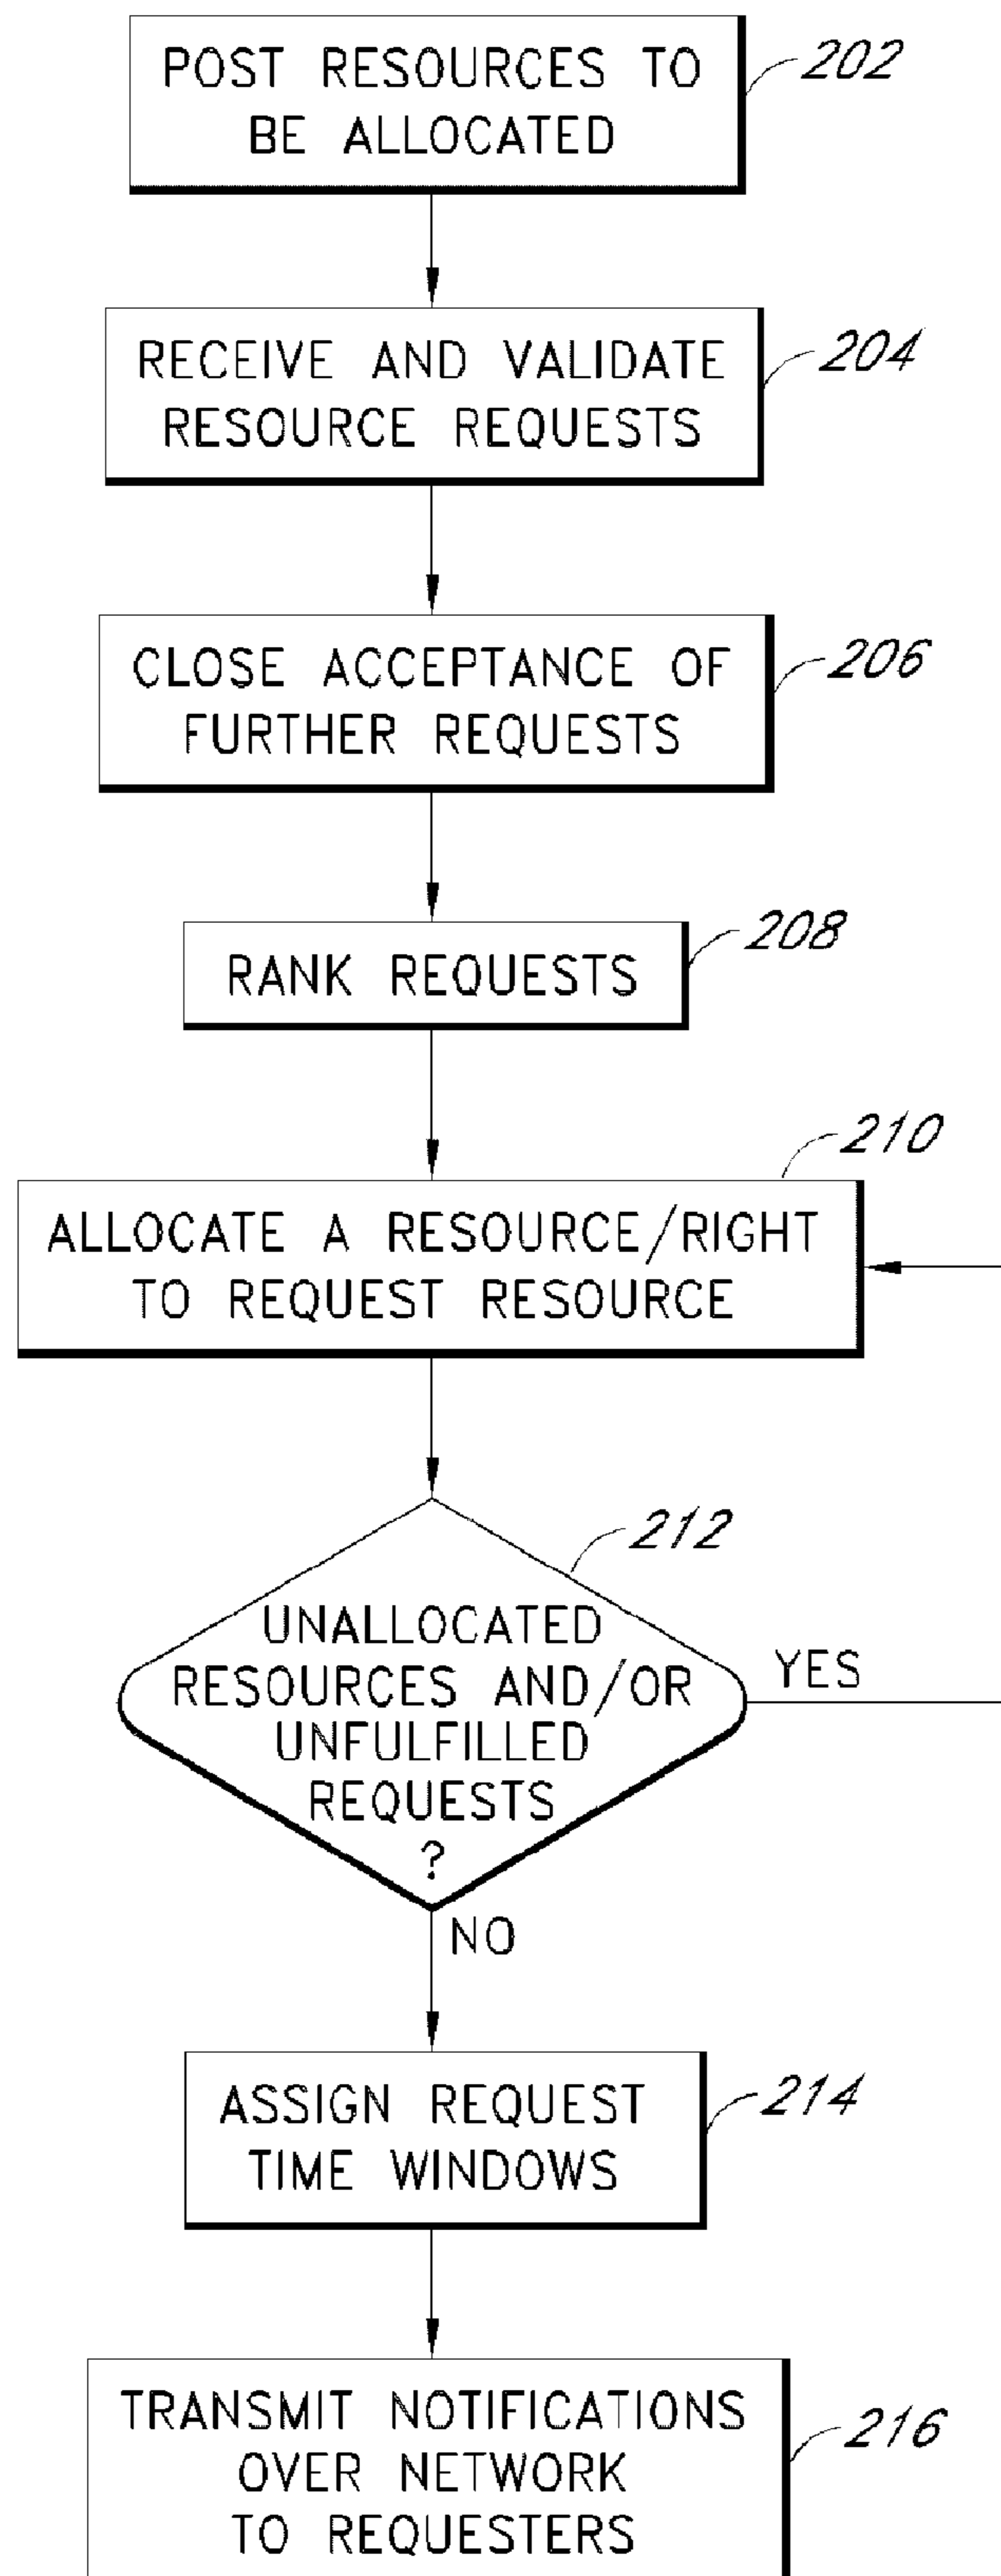 POST RESOURCES TO
BE ALLOCATED
202
RECEIVE AND VALIDATE
RESOURCE REQUESTS
204
CLOSE ACCEPTANCE OF
FURTHER REQUESTS
206
RANK REQUESTS
208
210
ALLOCATE A RESOURCE/RIGHT
TO REQUEST RESOURCE
212
UNALLOCATED
RESOURCES AND/OR
UNFULFILLED
REQUESTS
?
YES
NO
ASSIGN REQUEST
TIME WINDOWS
214
TRANSMIT NOTIFICATIONS
OVER NETWORK
TO REQUESTERS
216